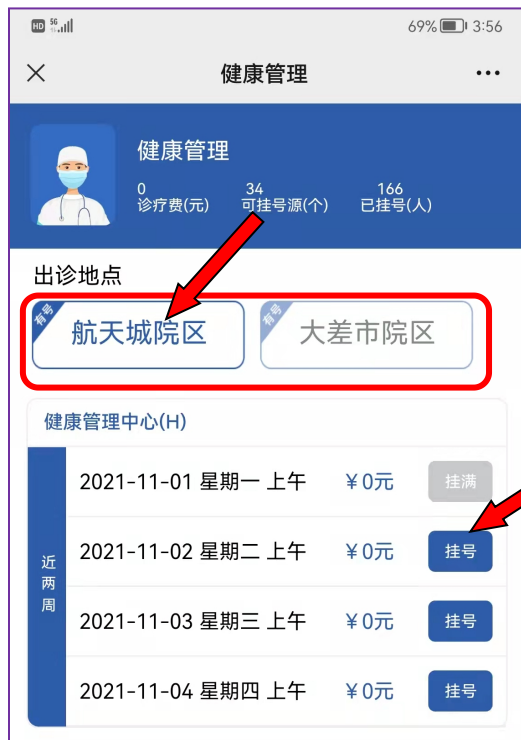 HD 5G 69% 3:56
健康管理
健康管理
0 34 166
诊疗费(元) 可挂号源(个) 已挂号(人)
出诊地点
有号 航天城院区 有号 大差市院区
健康管理中心(H)
近两周
2021-11-01 星期一 上午 ¥0元 挂满
2021-11-02 星期二 上午 ¥0元 挂号
2021-11-03 星期三 上午 ¥0元 挂号
2021-11-04 星期四 上午 ¥0元 挂号